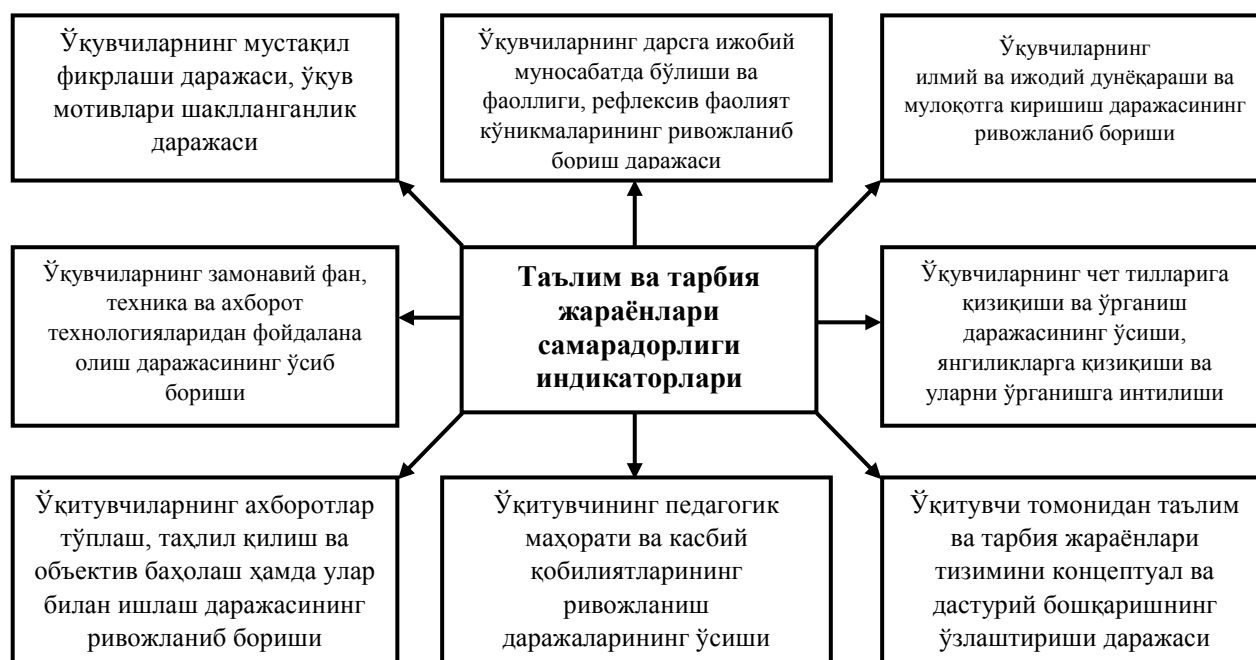 Ўқувчиларнинг мустақил
фикрлаши даражаси, ўқув
мотивлари шаклланганлик
даражаси
Ўқувчиларнинг дарсга ижобий
муносабатда бўлиши ва
фаоллиги, рефлексив фаолият
кўникмаларининг ривожланиб
бориш даражаси
Ўқувчиларнинг
илмий ва ижодий дунёқараши ва
мулоқотга киришиш даражасининг
ривожланиб бориши
Ўқувчиларнинг замонавий фан,
техника ва ахборот
технологияларидан фойдалана
олиш даражасининг ўсиб
бориши
Таълим ва тарбия
жараёнлари
самарадорлиги
индикаторлари
Ўқувчиларнинг чет тилларига
қизиқиши ва ўрганиш
даражасининг ўсиши,
янгиликларга қизиқиши ва
уларни ўрганишга интилиши
Ўқитувчиларнинг ахборотлар
тўплаш, таҳлил қилиш ва
объектив баҳолаш ҳамда улар
билан ишлаш даражасининг
ривожланиб бориши
Ўқитувчининг педагогик
маҳорати ва касбий
қобилиятларининг
ривожланиш
даражаларининг ўсиши
Ўқитувчи томонидан таълим
ва тарбия жараёнлари
тизимини концептуал ва
дастурий бошқаришнинг
ўзлаштириши даражаси